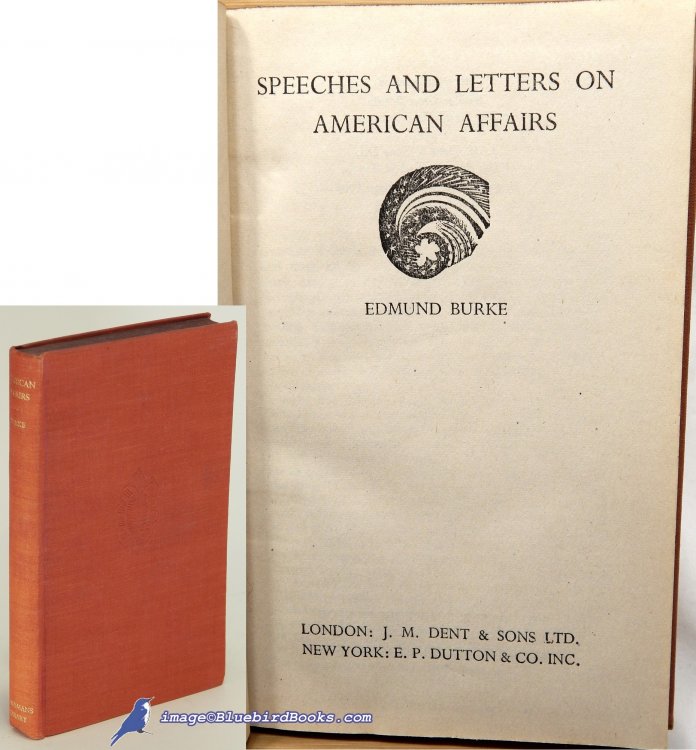 SPEECHES AND LETTERS ON
AMERICAN AFFAIRS
EDMUND BURKE
LONDON: J. M. DENT & SONS LTD.
NEW YORK: E. P. DUTTON & CO. INC.
image©BluebirdBooks.com